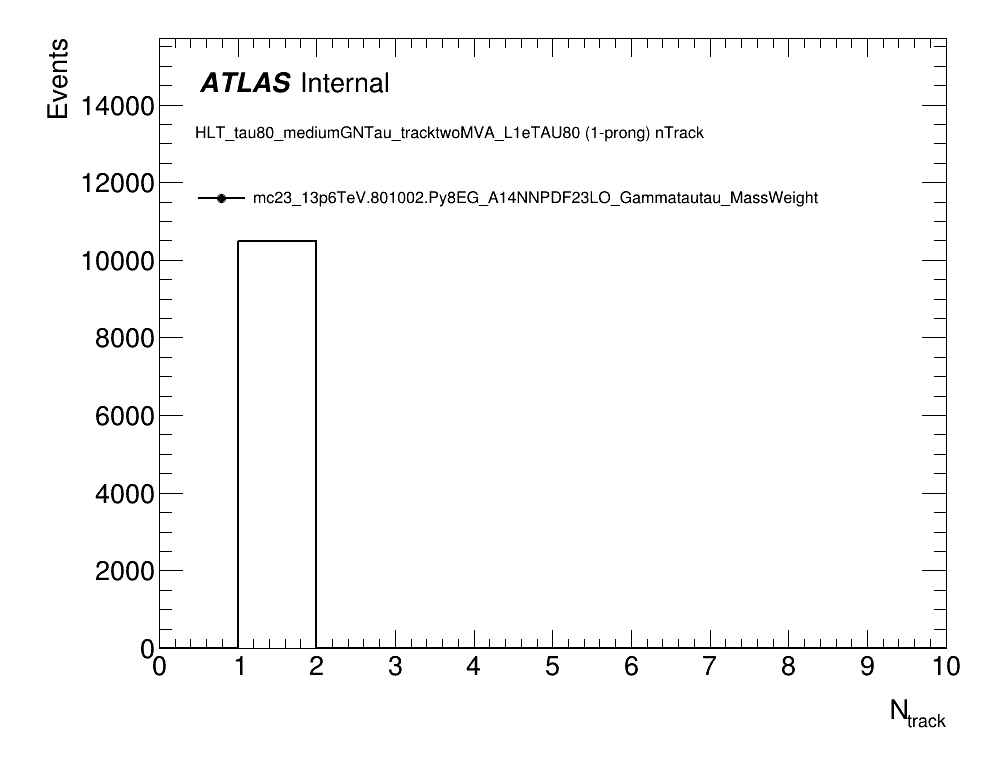 Events
ATLAS Internal
HLT_tau80_mediumGNTau_tracktwoMVA_L1eTAU80 (1-prong) nTrack
mc23_13p6TeV.801002.Py8EG_A14NNPDF23LO_Gammatautau_MassWeight
14000
12000
10000
8000
6000
4000
2000
0
0 1 2 3 4 5 6 7 8 9 10
N_track